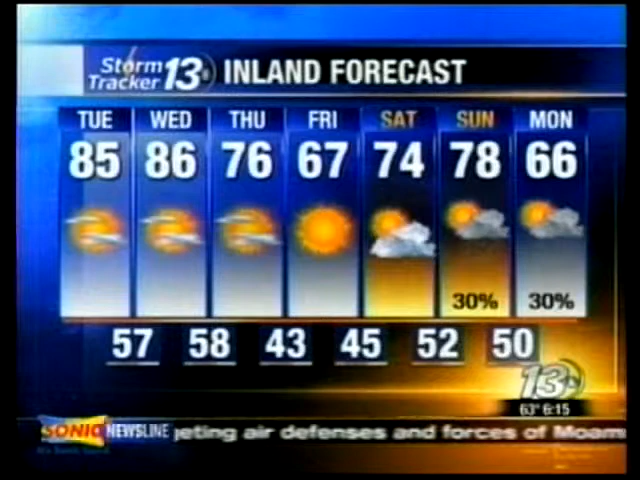 Storm Tracker 13 INLAND FORECAST
TUE WED THU FRI SAT SUN MON
85 86 76 67 74 78 66
30% 30%
57 58 43 45 52 50
13
63° 6:15
SONIC NEWSLINE geting air defenses and forces of Moam